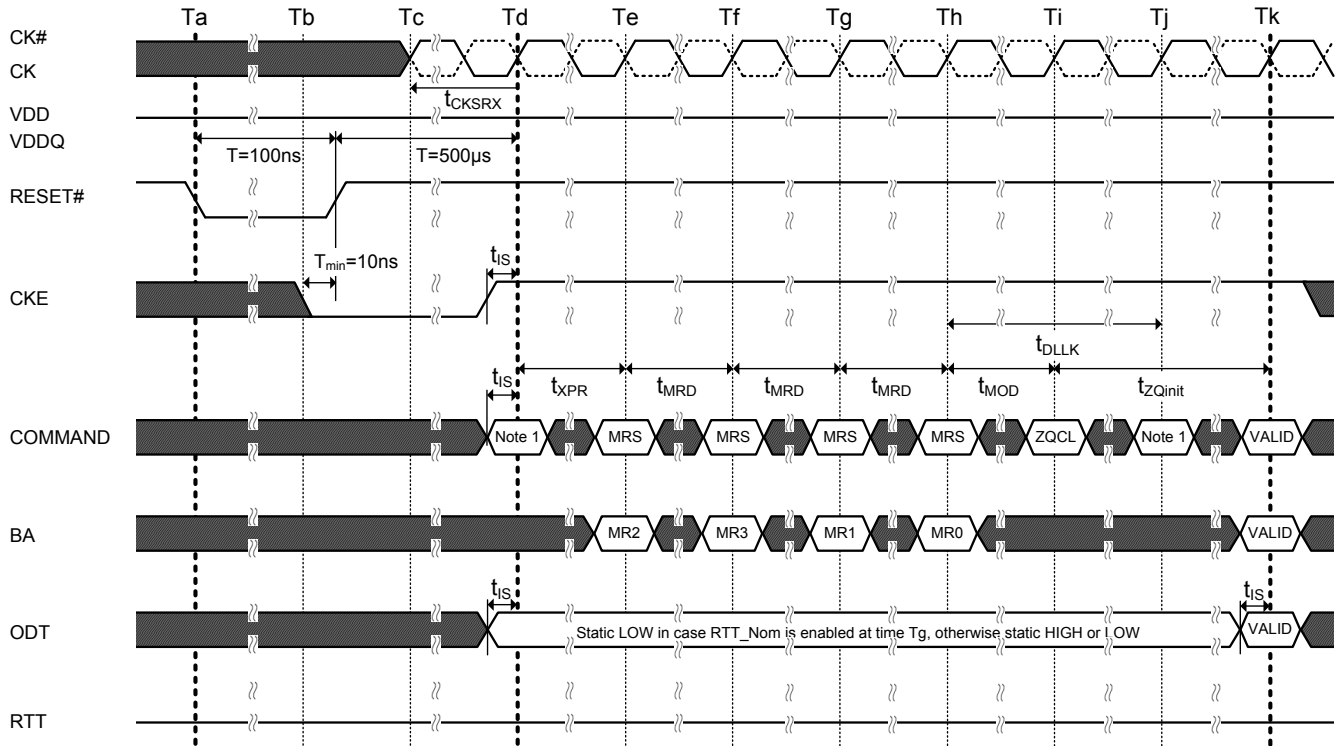 Ta Tb Tc Td Te Tf Tg Th Ti Tj Tk
CK#
CK
tCKSRX
VDD
VDDQ
T=100ns T=500µs
RESET#
Tmin=10ns tIS
CKE
tDLLK
tIS tXPR tMRD tMRD tMRD tMOD tZQinit
COMMAND Note 1 MRS MRS MRS MRS ZQCL Note 1 VALID
BA MR2 MR3 MR1 MR0 VALID
tIS tIS
ODT Static LOW in case RTT_Nom is enabled at time Tg, otherwise static HIGH or LOW VALID
RTT